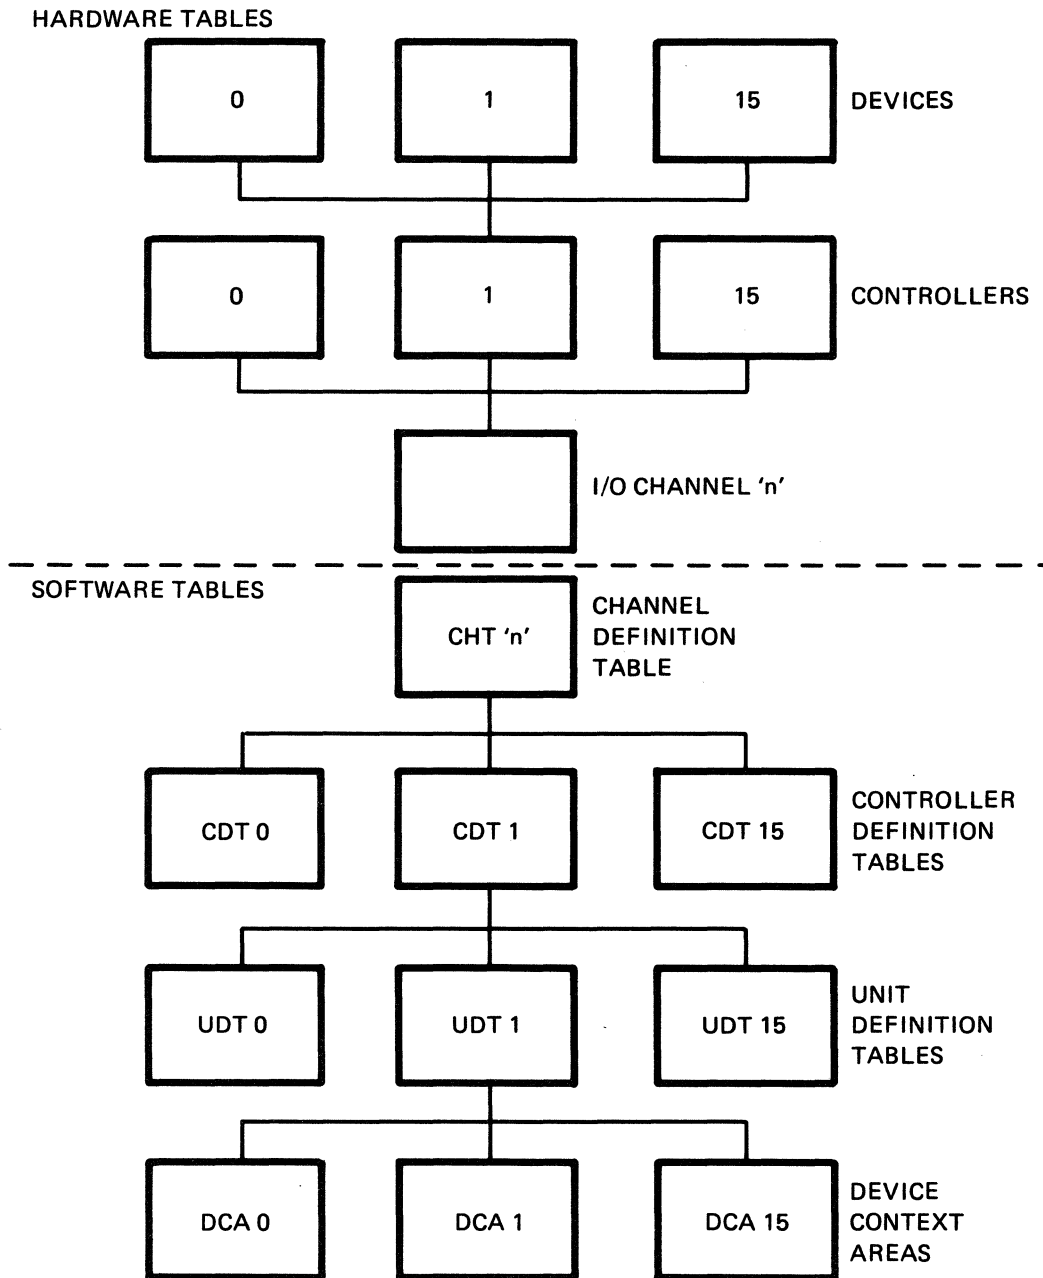 HARDWARE TABLES
0
1
15
DEVICES
0
1
15
CONTROLLERS
I/O CHANNEL 'n'
SOFTWARE TABLES
CHT 'n'
CHANNEL
DEFINITION
TABLE
CDT 0
CDT 1
CDT 15
CONTROLLER
DEFINITION
TABLES
UDT 0
UDT 1
UDT 15
UNIT
DEFINITION
TABLES
DCA 0
DCA 1
DCA 15
DEVICE
CONTEXT
AREAS